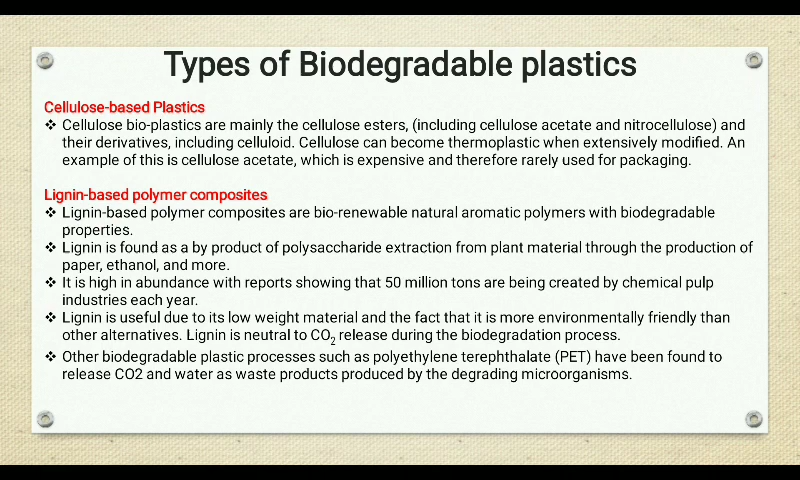 Types of Biodegradable plastics
Cellulose-based Plastics
❖ Cellulose bio-plastics are mainly the cellulose esters, (including cellulose acetate and nitrocellulose) and
their derivatives, including celluloid. Cellulose can become thermoplastic when extensively modified. An
example of this is cellulose acetate, which is expensive and therefore rarely used for packaging.
Lignin-based polymer composites
❖ Lignin-based polymer composites are bio-renewable natural aromatic polymers with biodegradable
properties.
❖ Lignin is found as a by product of polysaccharide extraction from plant material through the production of
paper, ethanol, and more.
❖ It is high in abundance with reports showing that 50 million tons are being created by chemical pulp
industries each year.
❖ Lignin is useful due to its low weight material and the fact that it is more environmentally friendly than
other alternatives. Lignin is neutral to CO₂ release during the biodegradation process.
❖ Other biodegradable plastic processes such as polyethylene terephthalate (PET) have been found to
release CO2 and water as waste products produced by the degrading microorganisms.